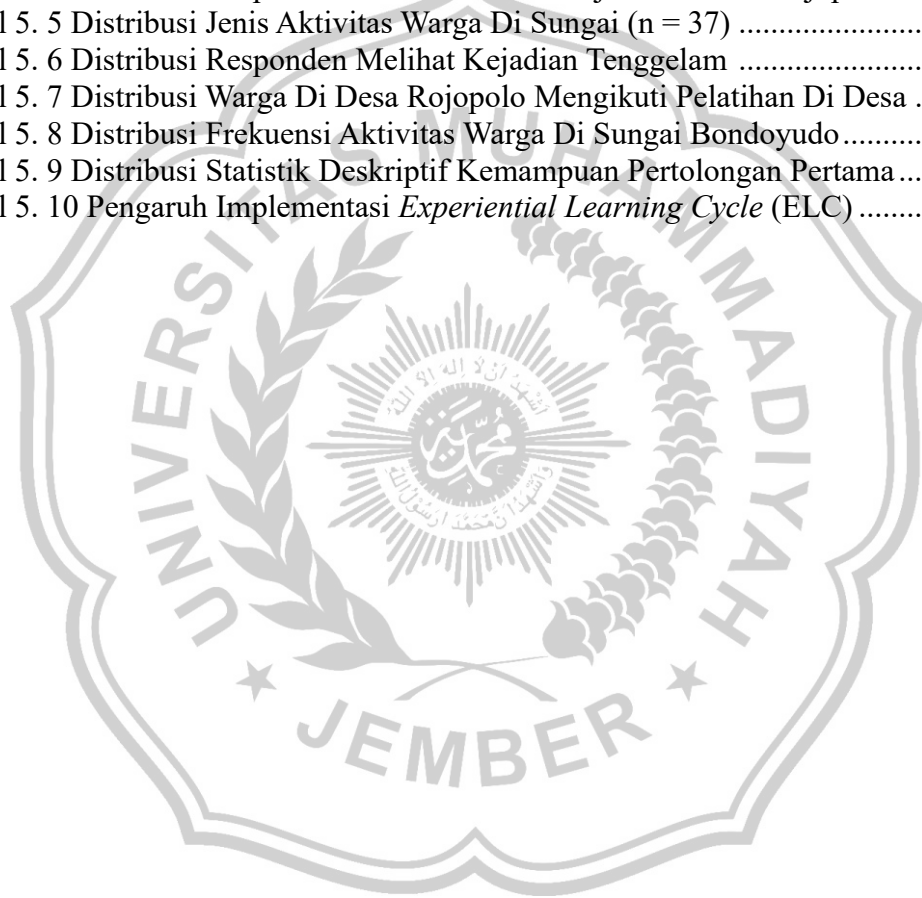 l 5. 5 Distribusi Jenis Aktivitas Warga Di Sungai (n = 37) ......................
l 5. 6 Distribusi Responden Melihat Kejadian Tenggelam ......................
l 5. 7 Distribusi Warga Di Desa Rojopolo Mengikuti Pelatihan Di Desa .
l 5. 8 Distribusi Frekuensi Aktivitas Warga Di Sungai Bondoyudo..........
l 5. 9 Distribusi Statistik Deskriptif Kemampuan Pertolongan Pertama ...
l 5. 10 Pengaruh Implementasi Experiential Learning Cycle (ELC) ........
UNIVERSITAS MUHAMMADIYAH
JEMBER